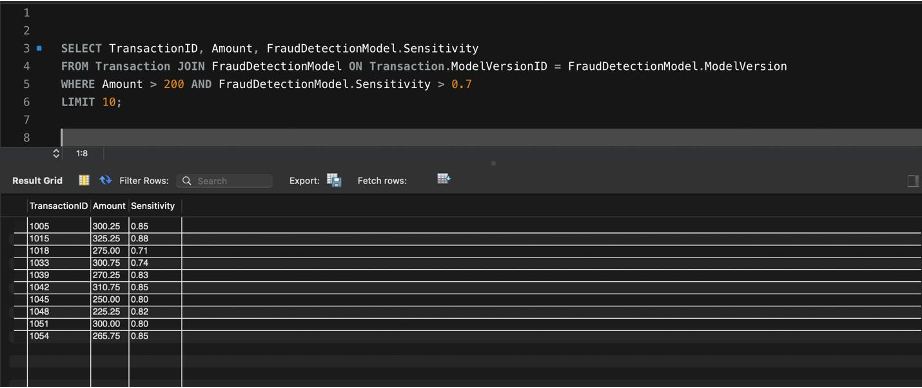 1
2
3 SELECT TransactionID, Amount, FraudDetectionModel.Sensitivity
4 FROM Transaction JOIN FraudDetectionModel ON Transaction.ModelVersionID = FraudDetectionModel.ModelVersion
5 WHERE Amount > 200 AND FraudDetectionModel.Sensitivity > 0.7
6 LIMIT 10;
7
8
1:8
Result Grid Filter Rows: Search Export: Fetch rows:
TransactionID Amount Sensitivity
1005 300.25 0.85
1015 325.25 0.88
1018 275.00 0.71
1033 300.75 0.74
1039 270.25 0.83
1042 310.75 0.85
1045 250.00 0.80
1048 225.25 0.82
1051 300.00 0.80
1054 265.75 0.85